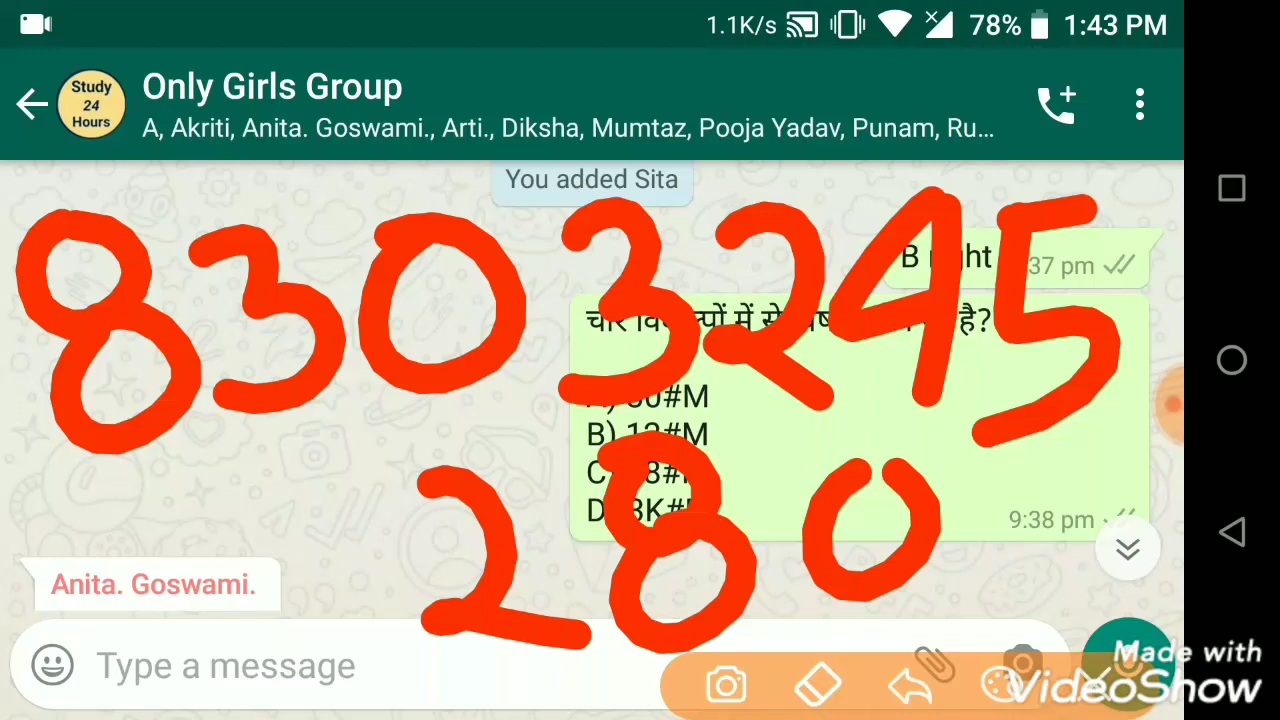 1.1K/s 78% 1:43 PM
Study
24
Hours
Only Girls Group
A, Akriti, Anita. Goswami., Arti., Diksha, Mumtaz, Pooja Yadav, Punam, Ru...
You added Sita
8303245
280
B 37 pm
चार में से है?
A) #M
B) #M
C
D
9:38 pm
Anita. Goswami.
Type a message
Made with
VideoShow